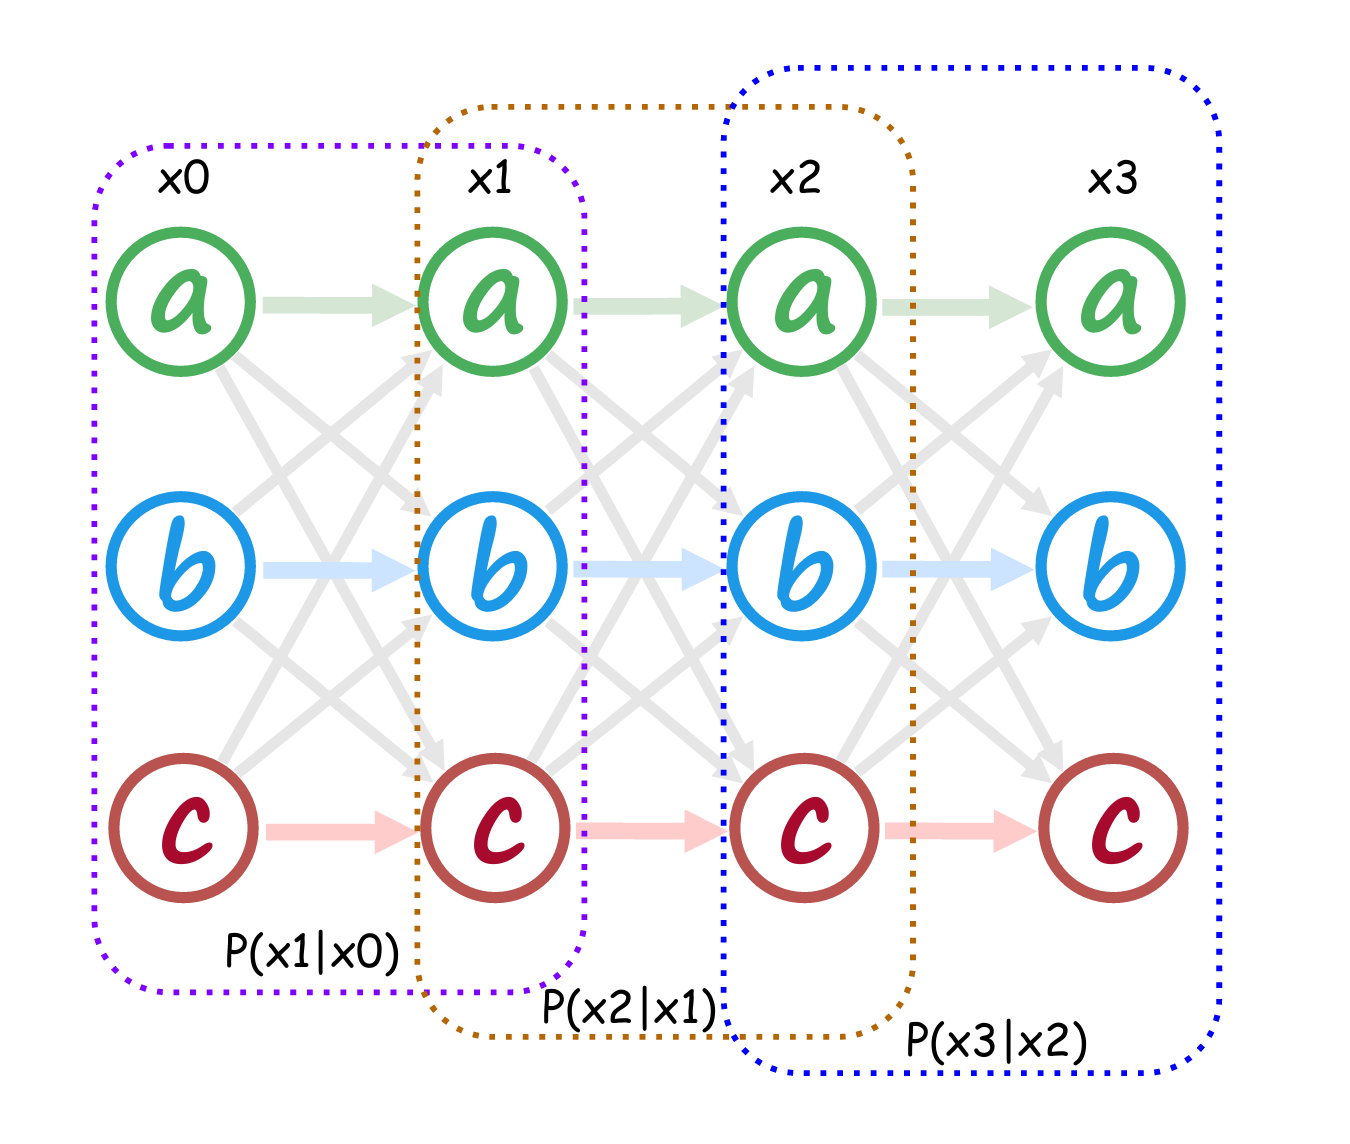 x0 x1 x2 x3
a a a a
b b b b
c c c c
P(x1|x0)
P(x2|x1)
P(x3|x2)